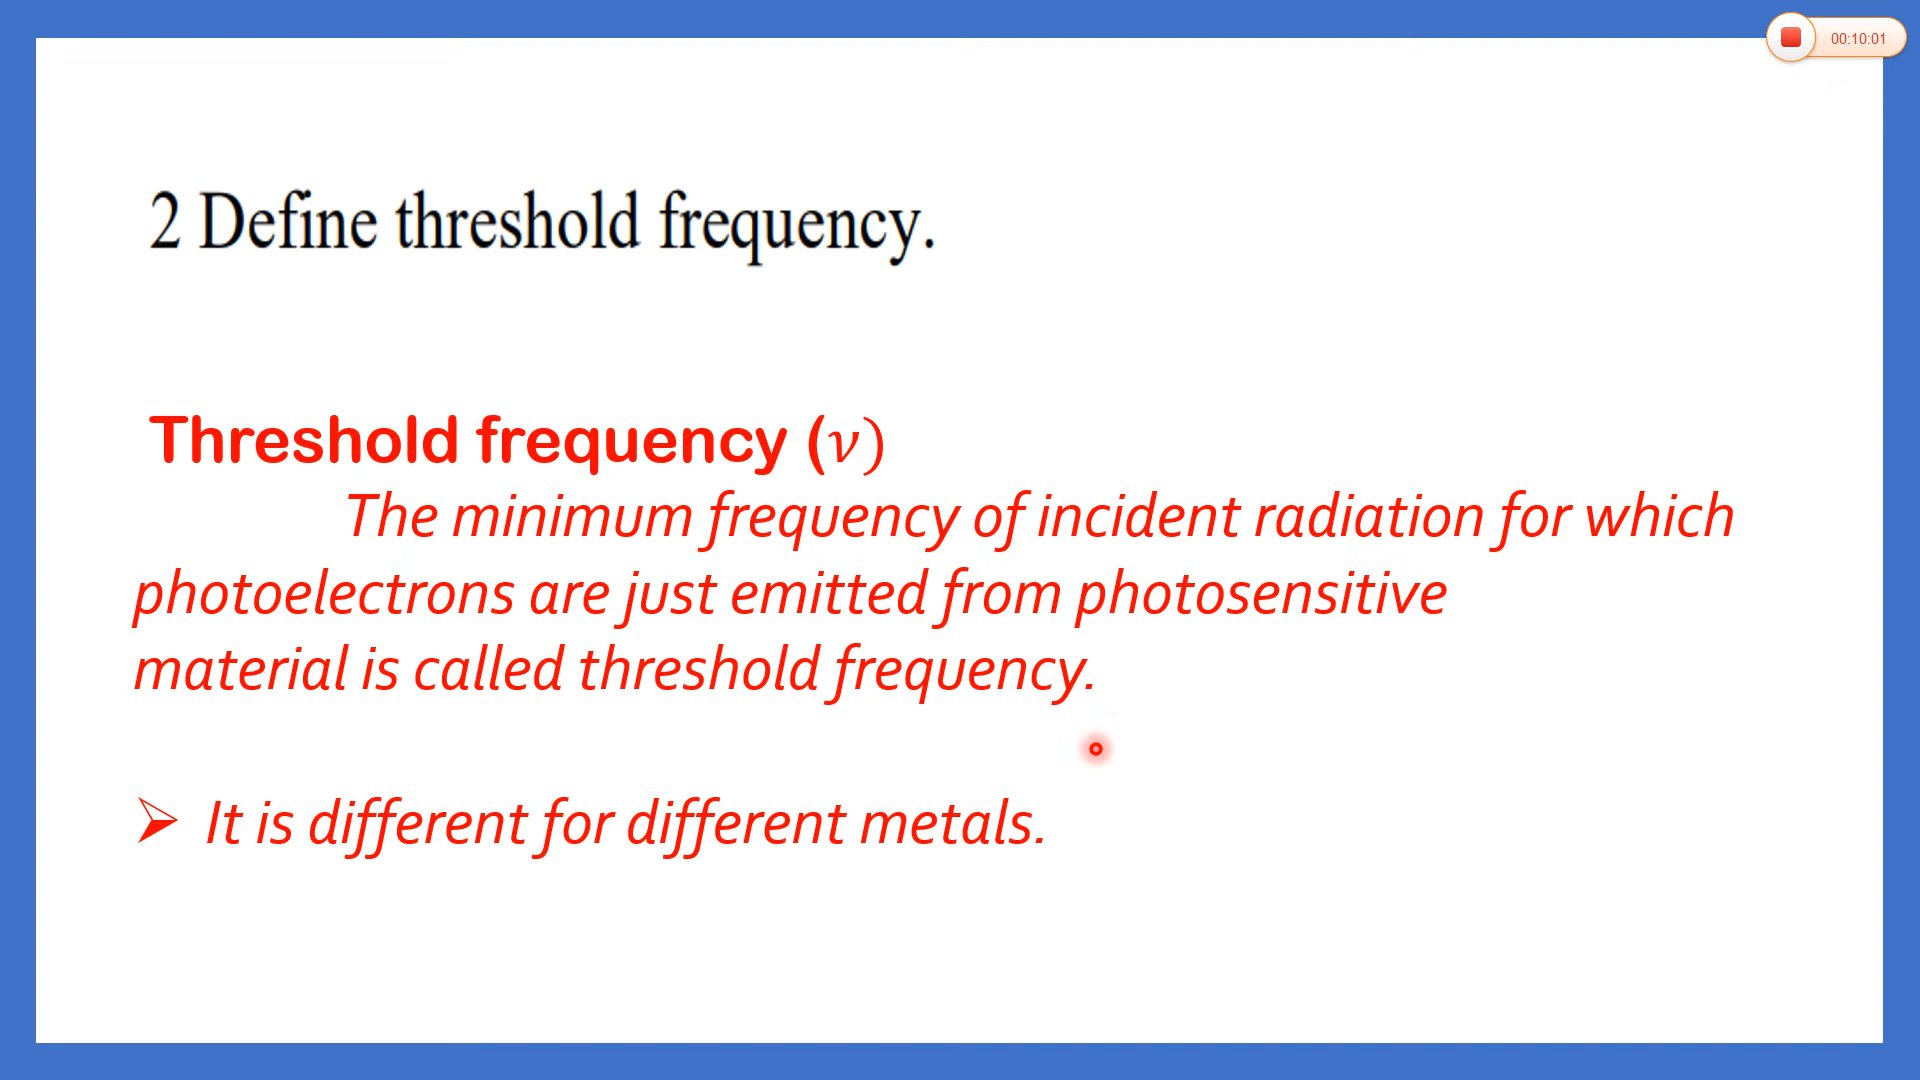 00:10:01
2 Define threshold frequency.
Threshold frequency (ν)
The minimum frequency of incident radiation for which
photoelectrons are just emitted from photosensitive
material is called threshold frequency.
➢ It is different for different metals.